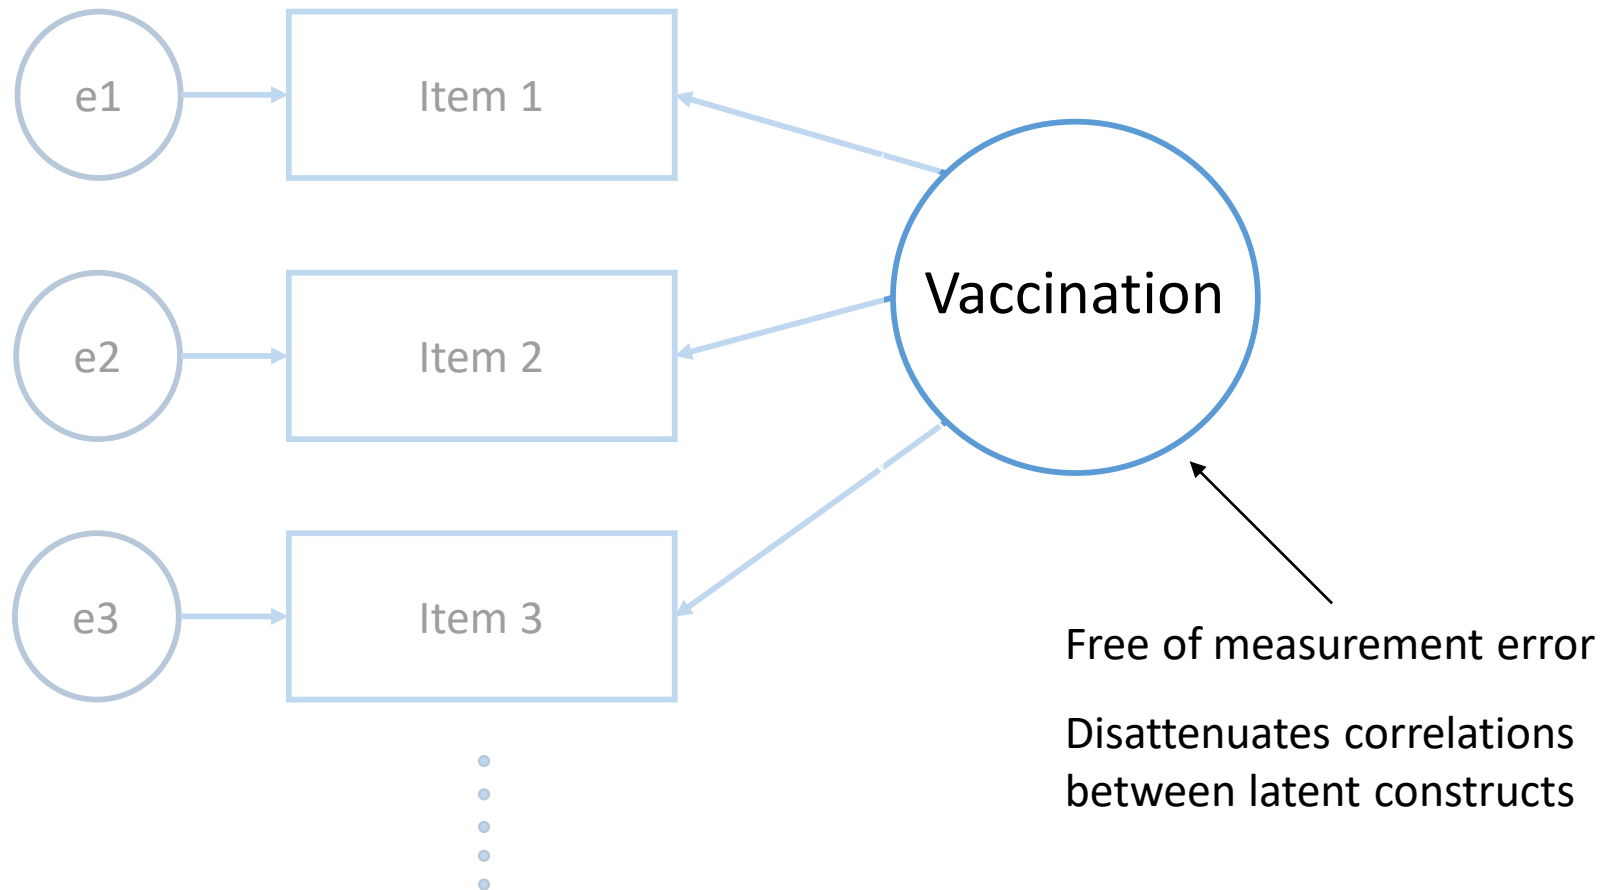 e1
Item 1
Vaccination
e2
Item 2
e3
Item 3
Free of measurement error
Disattenuates correlations
between latent constructs